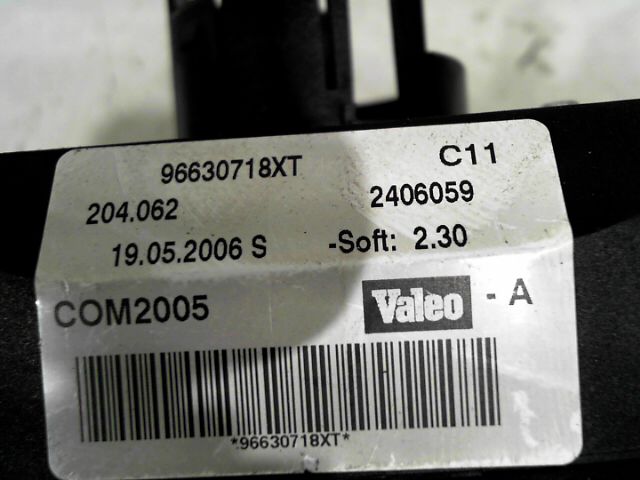 96630718XT C11
204.062 2406059
19.05.2006 S -Soft: 2.30
COM2005 Valeo - A
*96630718XT*